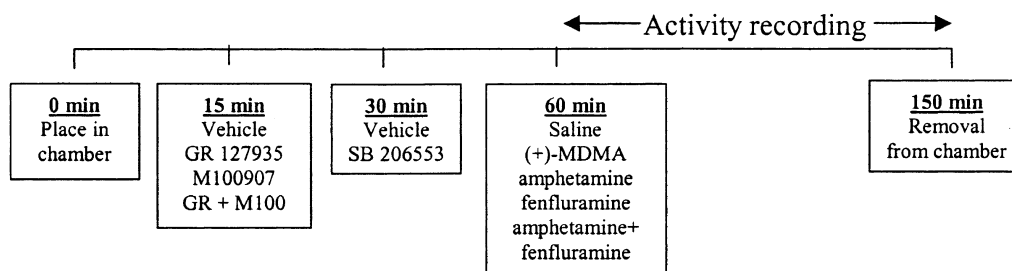 Activity recording
0 min
Place in
chamber
15 min
Vehicle
GR 127935
M100907
GR + M100
30 min
Vehicle
SB 206553
60 min
Saline
(+)-MDMA
amphetamine
fenfluramine
amphetamine+
fenfluramine
150 min
Removal
from chamber